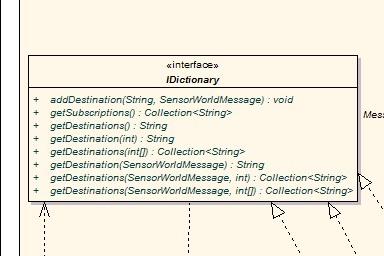 «interface»
IDictionary
+ addDestination(String, SensorWorldMessage) : void
+ getSubscriptions() : Collection<String>
+ getDestinations() : String
+ getDestination(int) : String
+ getDestinations(int[]) : Collection<String>
+ getDestination(SensorWorldMessage) : String
+ getDestinations(SensorWorldMessage, int) : Collection<String>
+ getDestinations(SensorWorldMessage, int[]) : Collection<String>
Mess